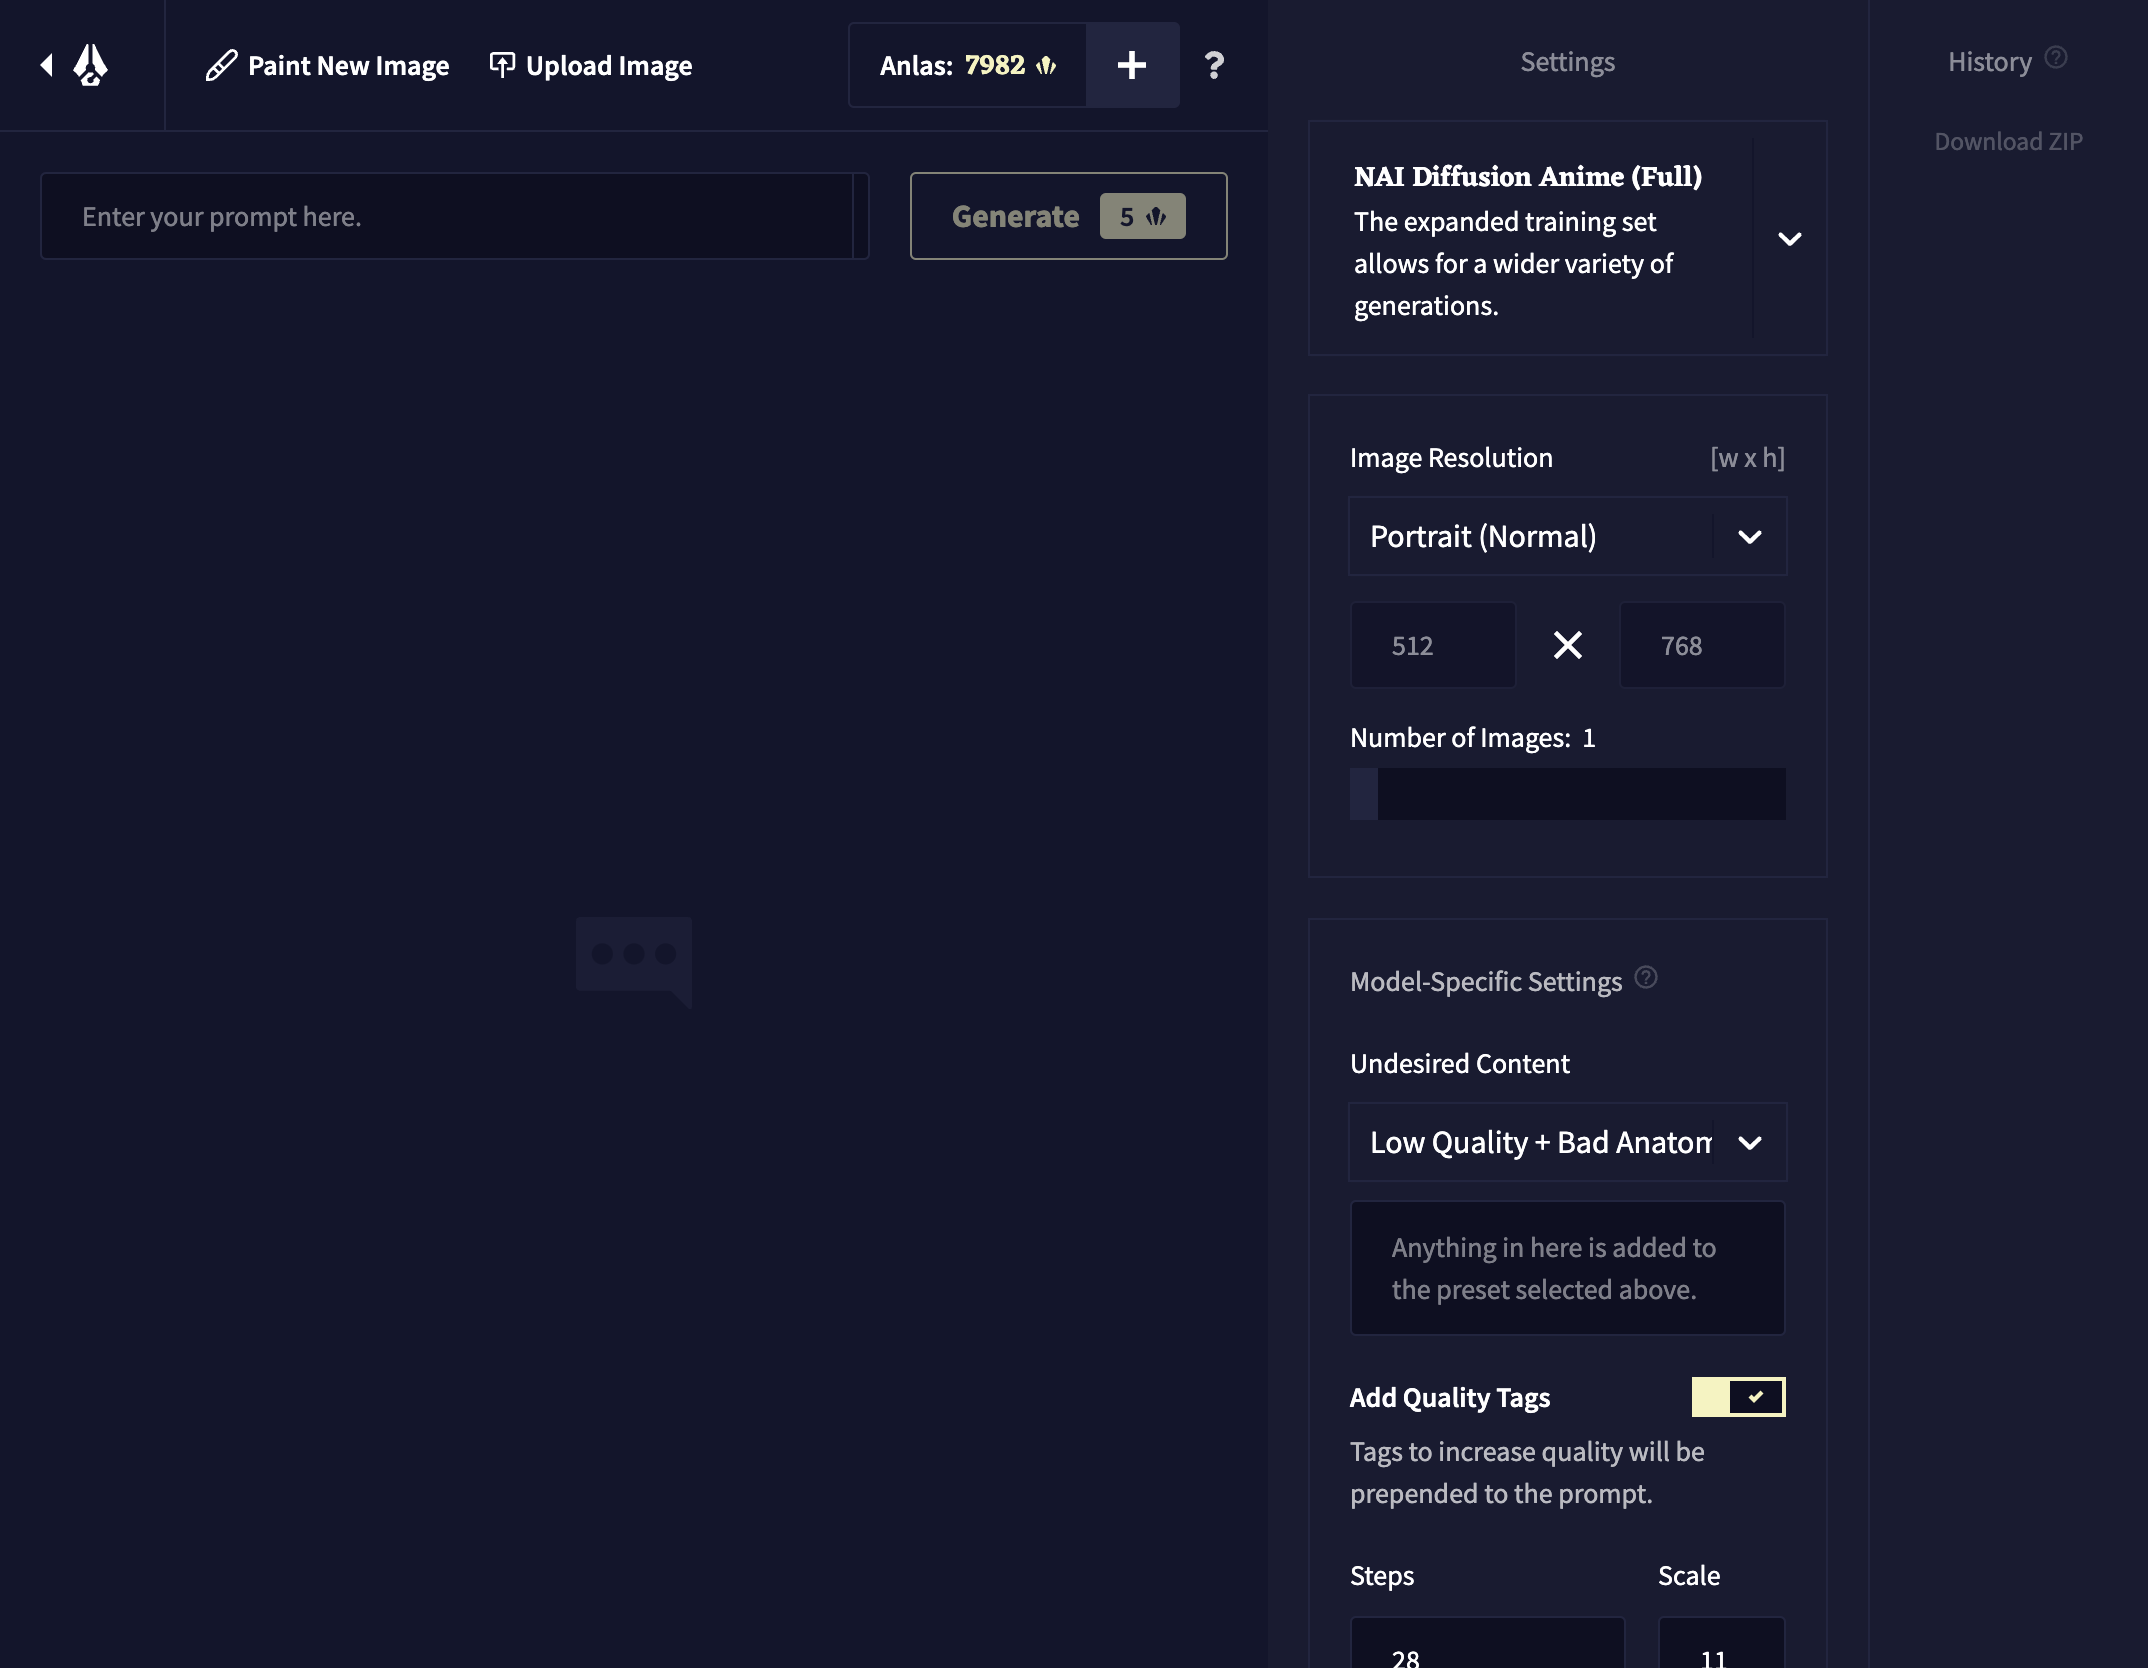 Paint New Image
Upload Image
Anlas: 7982
?
Enter your prompt here.
Generate 5
Settings
NAI Diffusion Anime (Full)
The expanded training set
allows for a wider variety of
generations.
Image Resolution [w x h]
Portrait (Normal)
512 768
Number of Images: 1
Model-Specific Settings ?
Undesired Content
Low Quality + Bad Anatom
Anything in here is added to
the preset selected above.
Add Quality Tags
Tags to increase quality will be
prepended to the prompt.
Steps Scale
28 11
History ?
Download ZIP